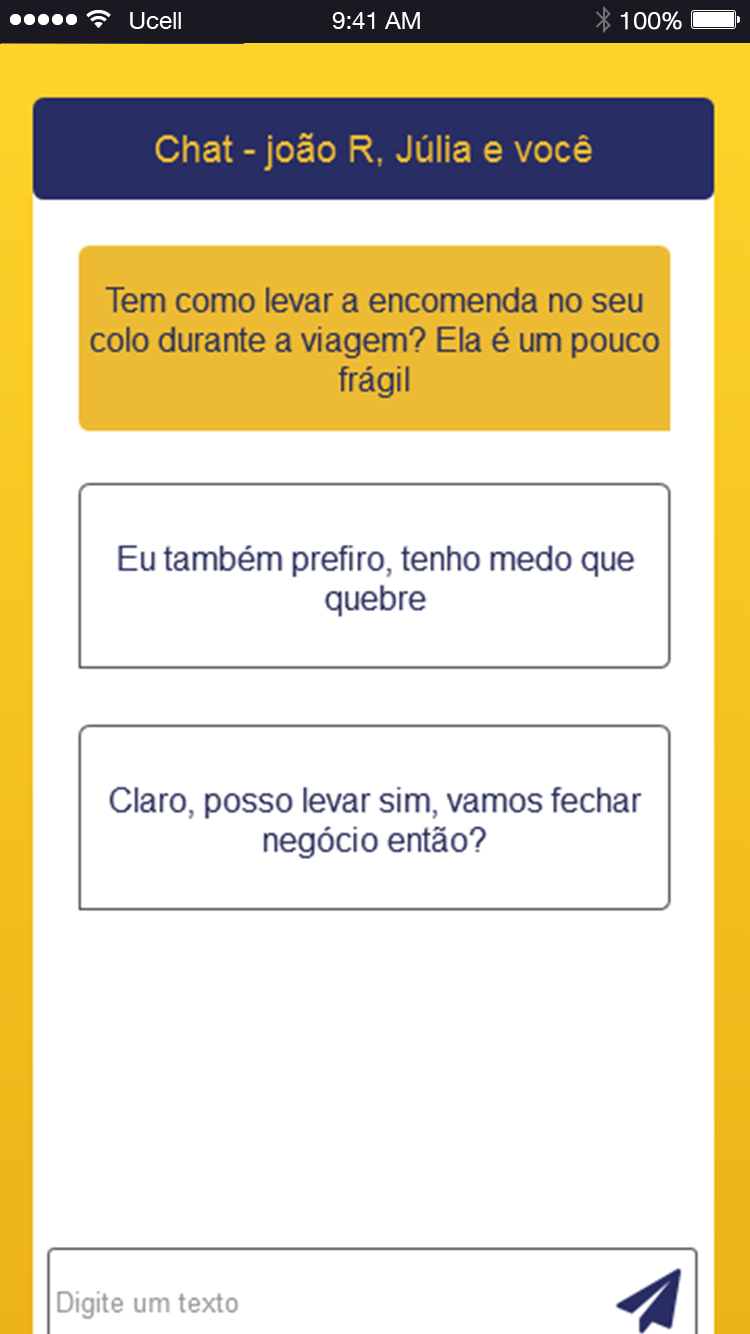 Ucell 9:41 AM 100%
Chat - joão R, Júlia e você
Tem como levar a encomenda no seu
colo durante a viagem? Ela é um pouco
frágil
Eu também prefiro, tenho medo que
quebre
Claro, posso levar sim, vamos fechar
negócio então?
Digite um texto